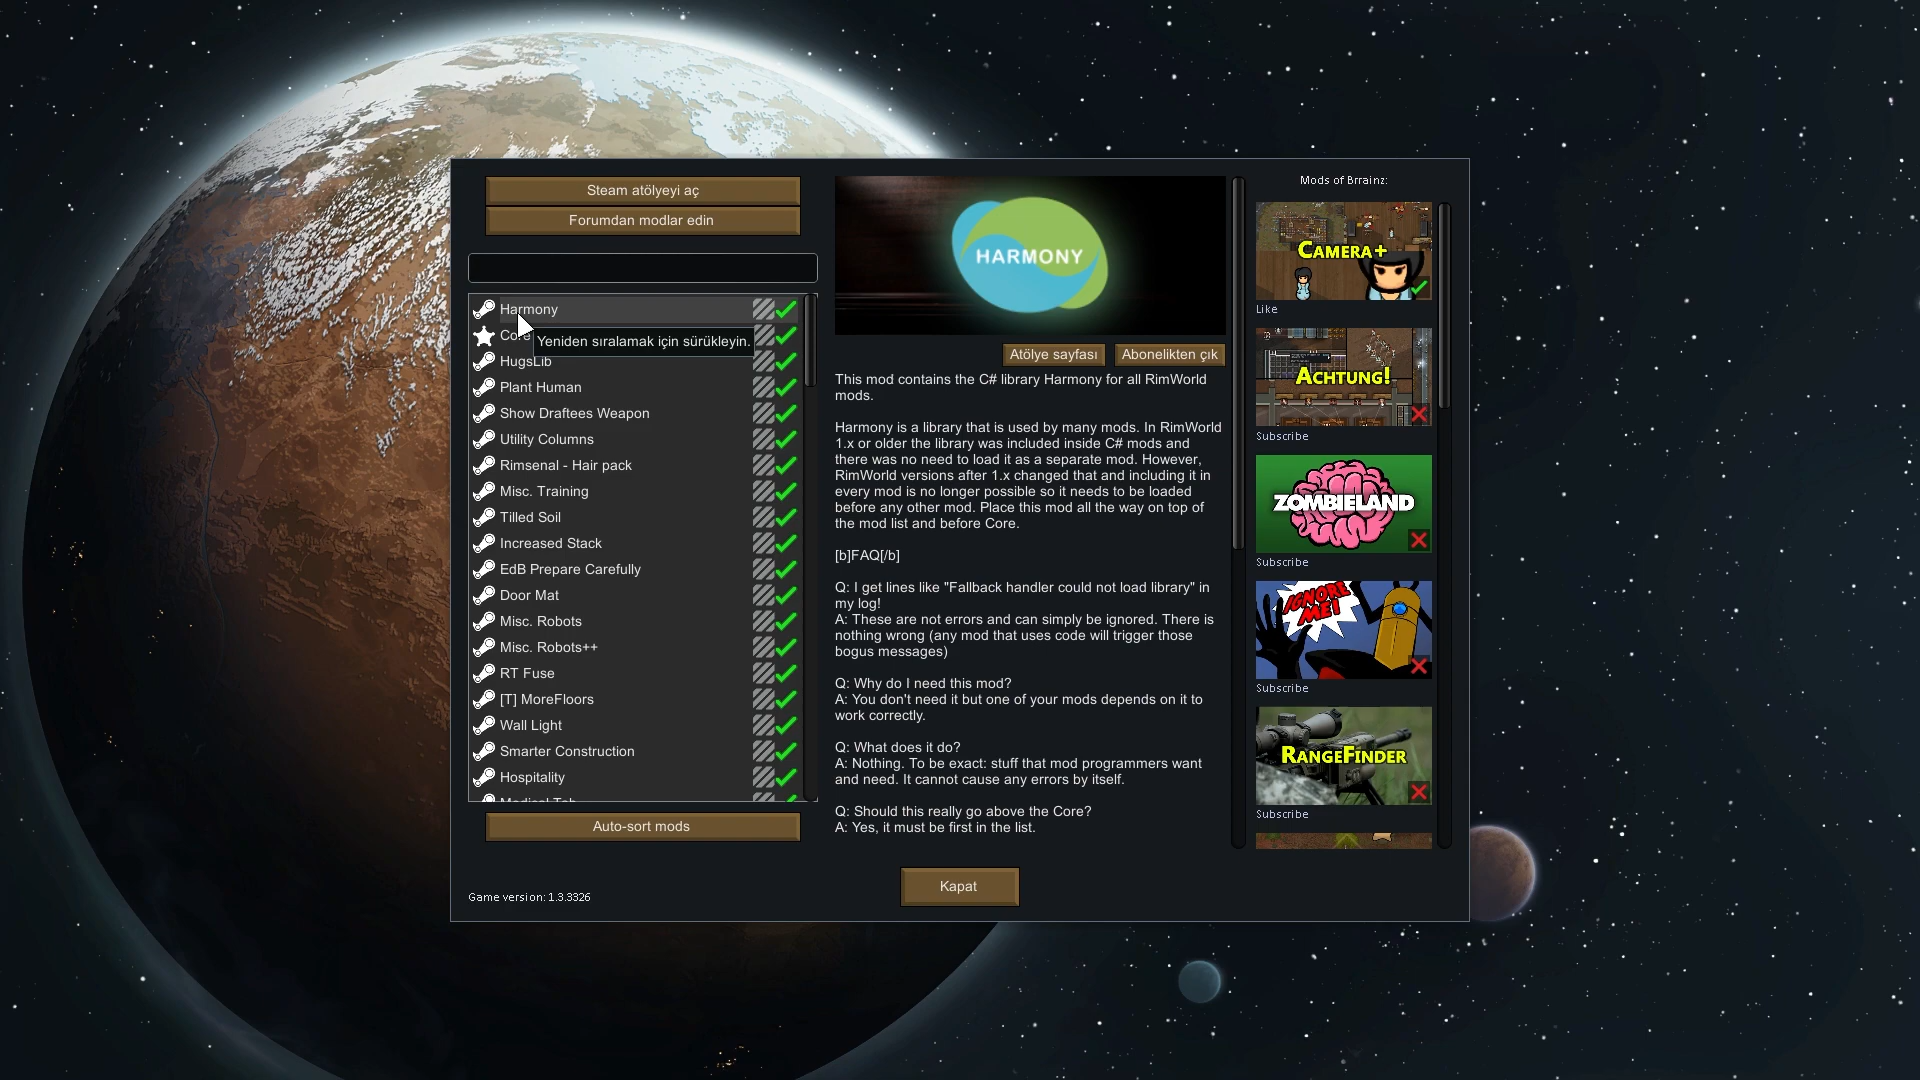 Steam atölyeyi aç
Forumdan modlar edin
Harmony
Core
Yeniden sıralamak için sürükleyin.
HugsLib
Plant Human
Show Draftees Weapon
Utility Columns
Rimsenal - Hair pack
Misc. Training
Tilled Soil
Increased Stack
EdB Prepare Carefully
Door Mat
Misc. Robots
Misc. Robots++
RT Fuse
[T] MoreFloors
Wall Light
Smarter Construction
Hospitality
Medical Tab
Auto-sort mods
Game version: 1.3.3326
HARMONY
Atölye sayfası
Abonelikten çık
This mod contains the C# library Harmony for all RimWorld
mods.
Harmony is a library that is used by many mods. In RimWorld
1.x or older the library was included inside C# mods and
there was no need to load it as a separate mod. However,
RimWorld versions after 1.x changed that and including it in
every mod is no longer possible so it needs to be loaded
before any other mod. Place this mod all the way on top of
the mod list and before Core.
[b]FAQ[/b]
Q: I get lines like "Fallback handler could not load library" in
my log!
A: These are not errors and can simply be ignored. There is
nothing wrong (any mod that uses code will trigger those
bogus messages)
Q: Why do I need this mod?
A: You don't need it but one of your mods depends on it to
work correctly.
Q: What does it do?
A: Nothing. To be exact: stuff that mod programmers want
and need. It cannot cause any errors by itself.
Q: Should this really go above the Core?
A: Yes, it must be first in the list.
Kapat
Mods of Brrainz:
CAMERA+
Like
ACHTUNG!
Subscribe
ZOMBIELAND
Subscribe
IGNORE
ME!
Subscribe
RANGEFINDER
Subscribe